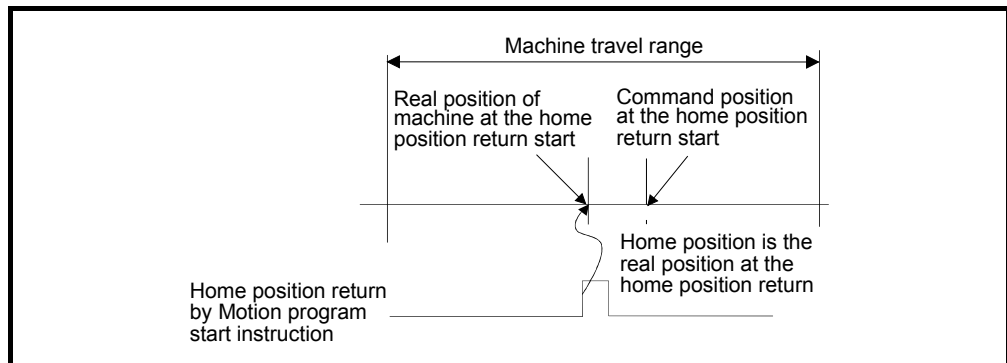 Machine travel range
Real position of
machine at the home
position return start
Command position
at the home position
return start
Home position is the
real position at the
home position return
Home position return
by Motion program
start instruction